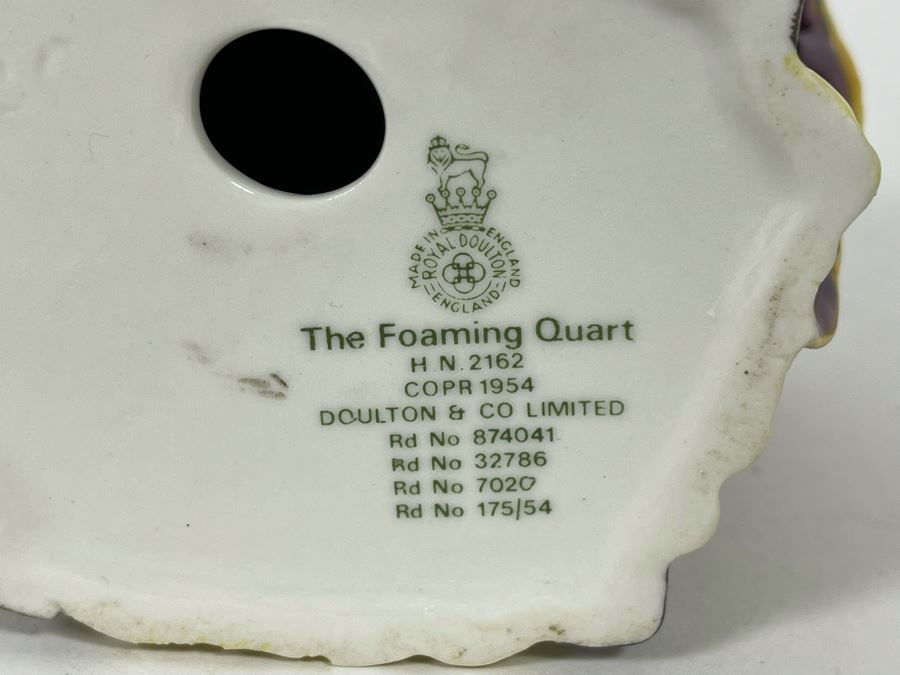 MADE IN ENGLAND
ROYAL DOULTON
ENGLAND
The Foaming Quart
H.N. 2162
COPR 1954
DOULTON & CO LIMITED
Rd No 874041
Rd No 32786
Rd No 7020
Rd No 175/54